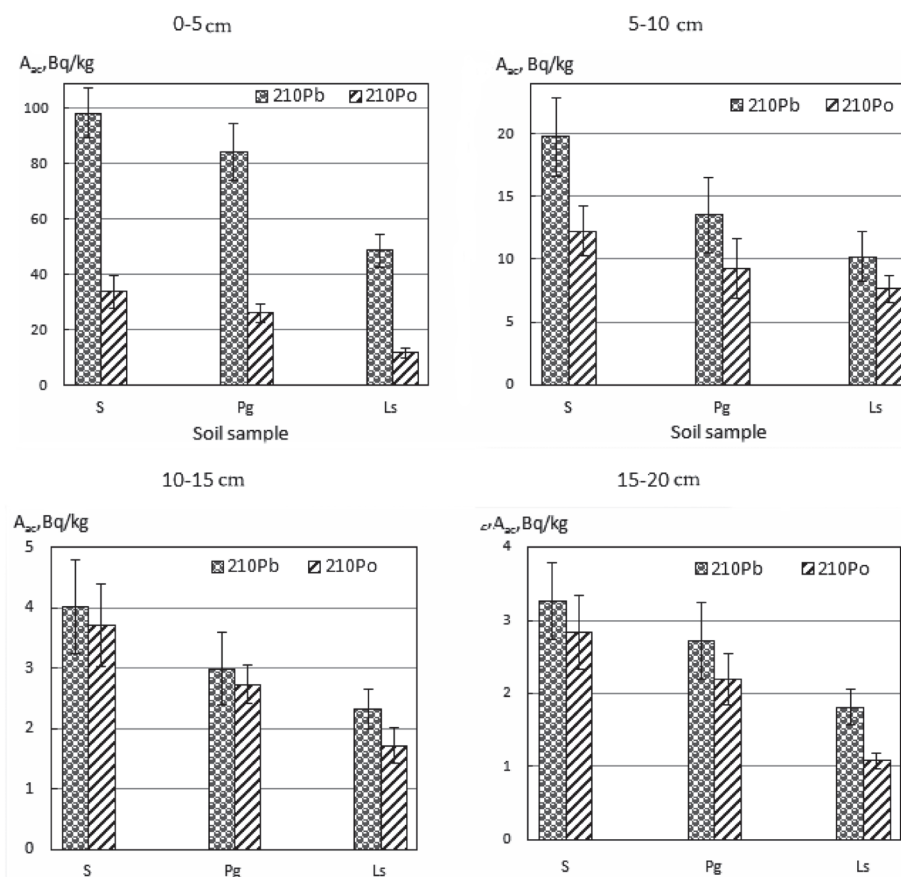 0-5 cm
A_ac, Bq/kg
210Pb 210Po
100
80
60
40
20
0
S Pg Ls
Soil sample
5-10 cm
A_ac, Bq/kg
210Pb 210Po
20
15
10
5
0
S Pg Ls
Soil sample
10-15 cm
A_ac, Bq/kg
210Pb 210Po
5
4
3
2
1
0
S Pg Ls
15-20 cm
A_ac, Bq/kg
210Pb 210Po
4
3
2
1
0
S Pg Ls